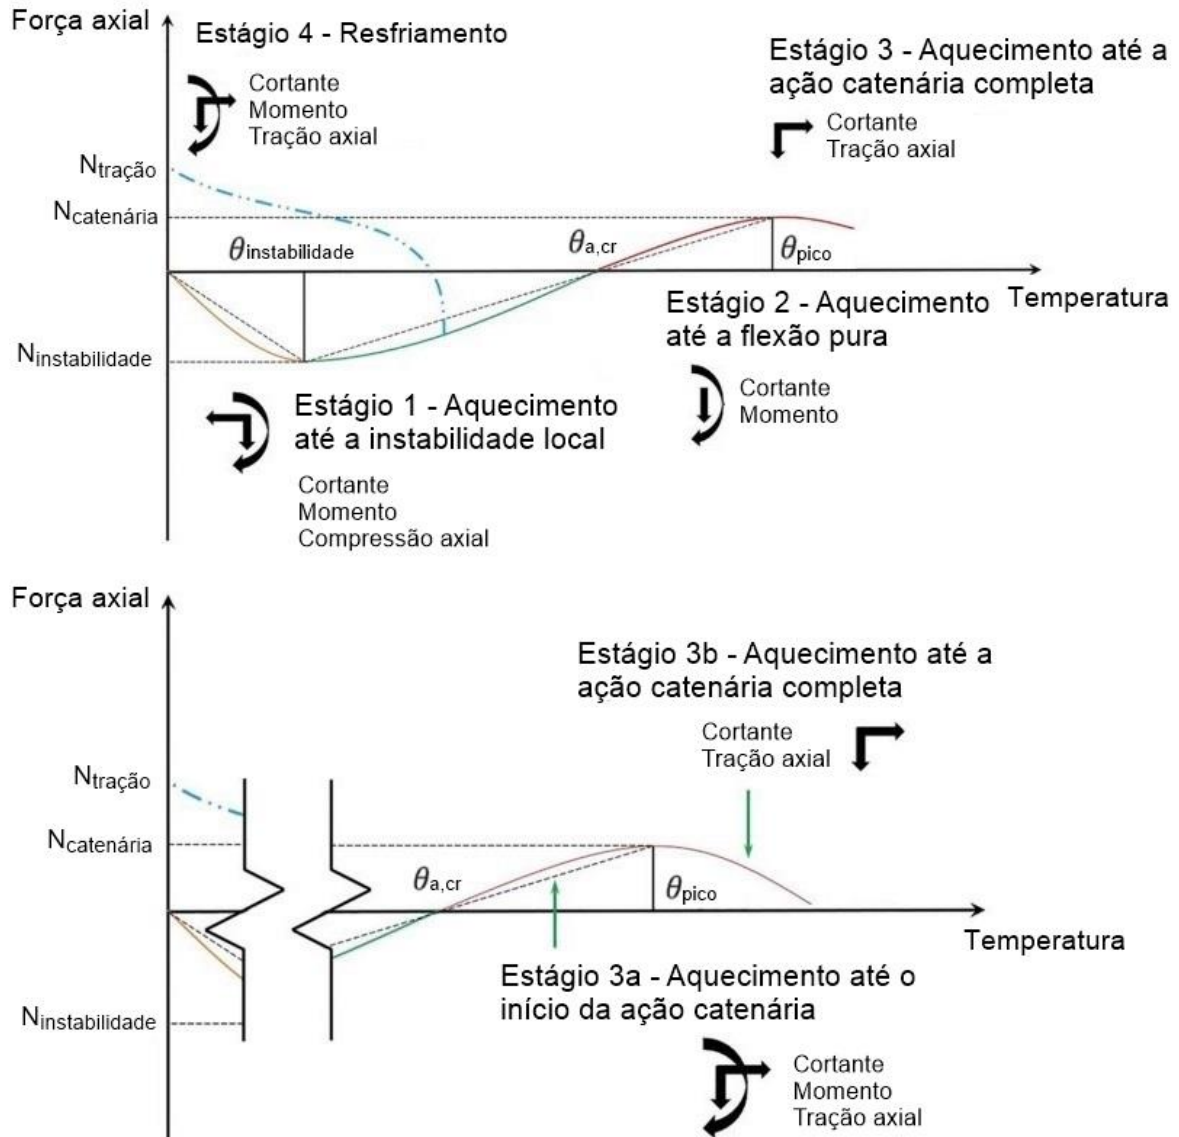 Força axial
Estágio 4 - Resfriamento
Cortante
Momento
Tração axial
Estágio 3 - Aquecimento até a
ação catenária completa
Cortante
Tração axial
Ntração
Ncatenária
θinstabilidade
θa,cr
θpico
Temperatura
Estágio 2 - Aquecimento
até a flexão pura
Cortante
Momento
Ninstabilidade
Estágio 1 - Aquecimento
até a instabilidade local
Cortante
Momento
Compressão axial
Força axial
Estágio 3b - Aquecimento até a
ação catenária completa
Cortante
Tração axial
Ntração
Ncatenária
θa,cr
θpico
Temperatura
Estágio 3a - Aquecimento até o
início da ação catenária
Ninstabilidade
Cortante
Momento
Tração axial